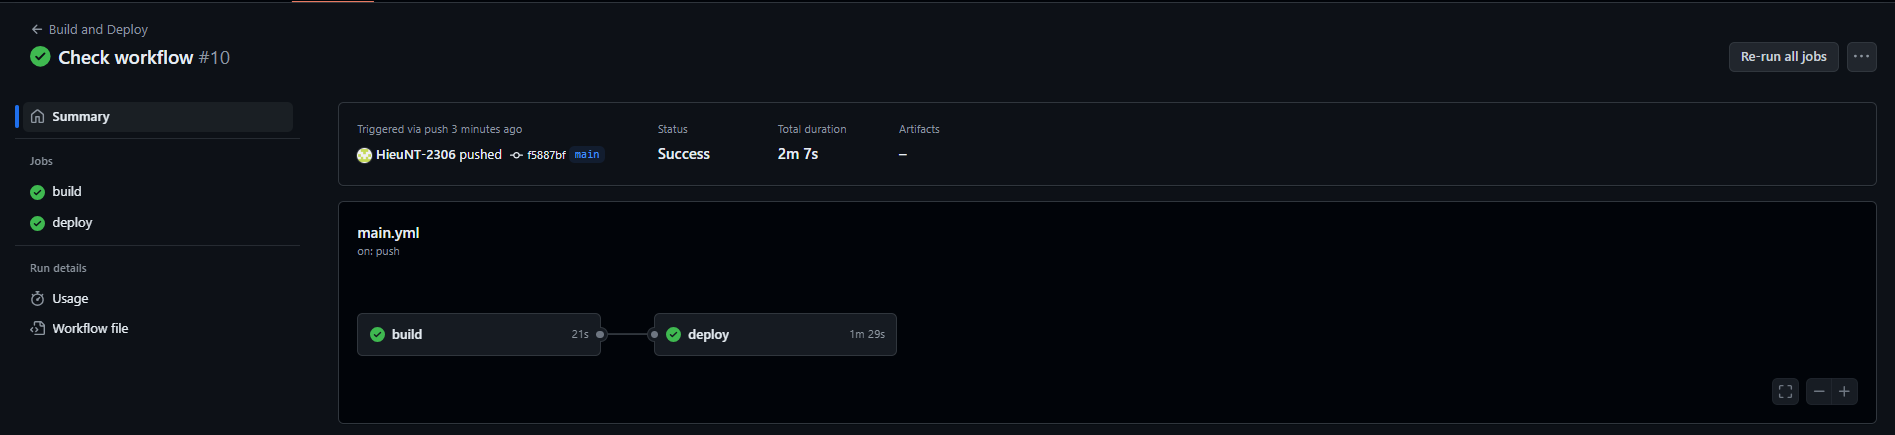 Build and Deploy
Check workflow #10
Re-run all jobs
Summary
Jobs
build
deploy
Run details
Usage
Workflow file
Triggered via push 3 minutes ago
HieuNT-2306 pushed f5887bf main
Status
Success
Total duration
2m 7s
Artifacts
–
main.yml
on: push
build 21s
deploy 1m 29s